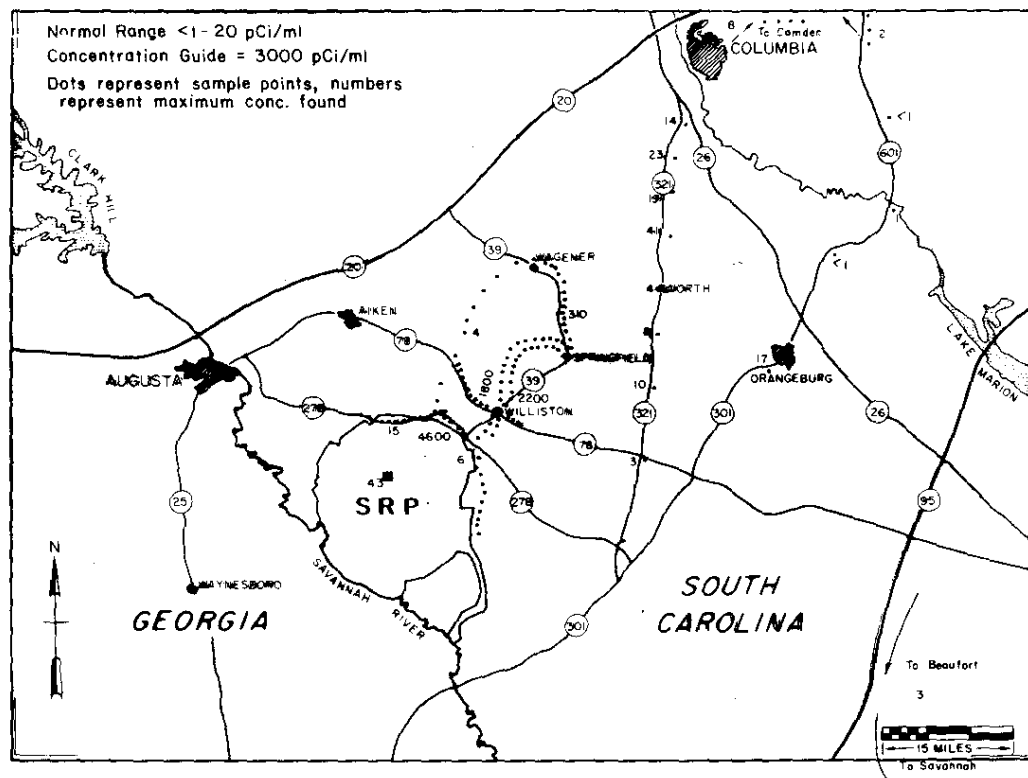 Normal Range <1-20 pCi/ml
Concentration Guide = 3000 pCi/ml
Dots represent sample points, numbers
represent maximum conc. found
8
To Camden
COLUMBIA
2
20
14
<1
CLARK HILL
23
26
601
321
19
1
39
41
WAGENER
<1
20
4
NORTH
310
AIKEN
4
78
SPRINGFIELD
LAKE MARION
17
AUGUSTA
1800
39
ORANGEBURG
10
2200
278
WILLISTON
321
301
26
15
4600
78
6
3
43
SRP
25
278
95
N
SAVANNAH RIVER
WAYNESBORO
SOUTH
CAROLINA
GEORGIA
301
To Beaufort
3
15 MILES
To Savannah